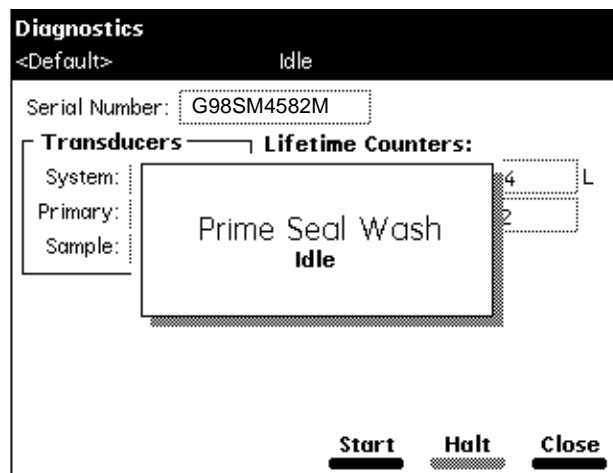 Diagnostics
<Default> Idle
Serial Number: G98SM4582M
Transducers Lifetime Counters:
System: 4 L
Primary: 2
Sample:
Prime Seal Wash
Idle
Start Halt Close